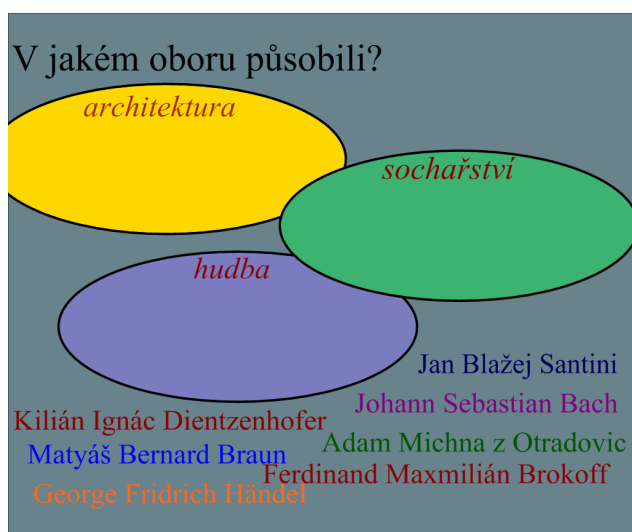 V jakém oboru působili?
architektura
sochařství
hudba
Jan Blažej Santini
Johann Sebastian Bach
Kilián Ignác Dientzenhofer
Adam Michna z Otradovic
Matyáš Bernard Braun
Ferdinand Maxmilián Brokoff
George Fridrich Händel